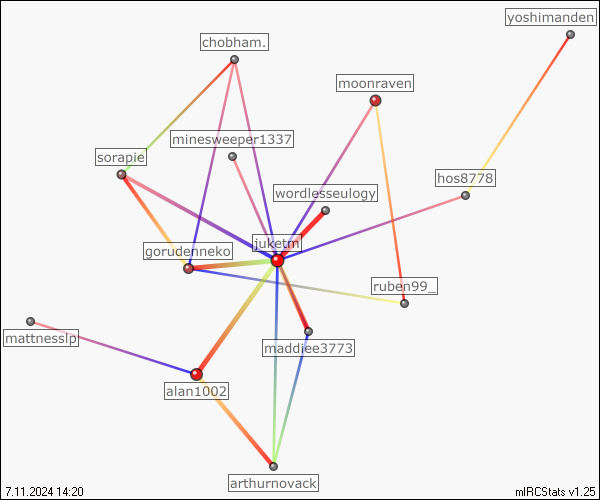 yoshimanden
chobham.
moonraven
minesweeper1337
sorapie
hos8778
wordlesseulogy
juketm
gorudenneko
ruben99_
mattnesslp
maddiee3773
alan1002
arthurnovack
7.11.2024 14:20
mIRCStats v1.25